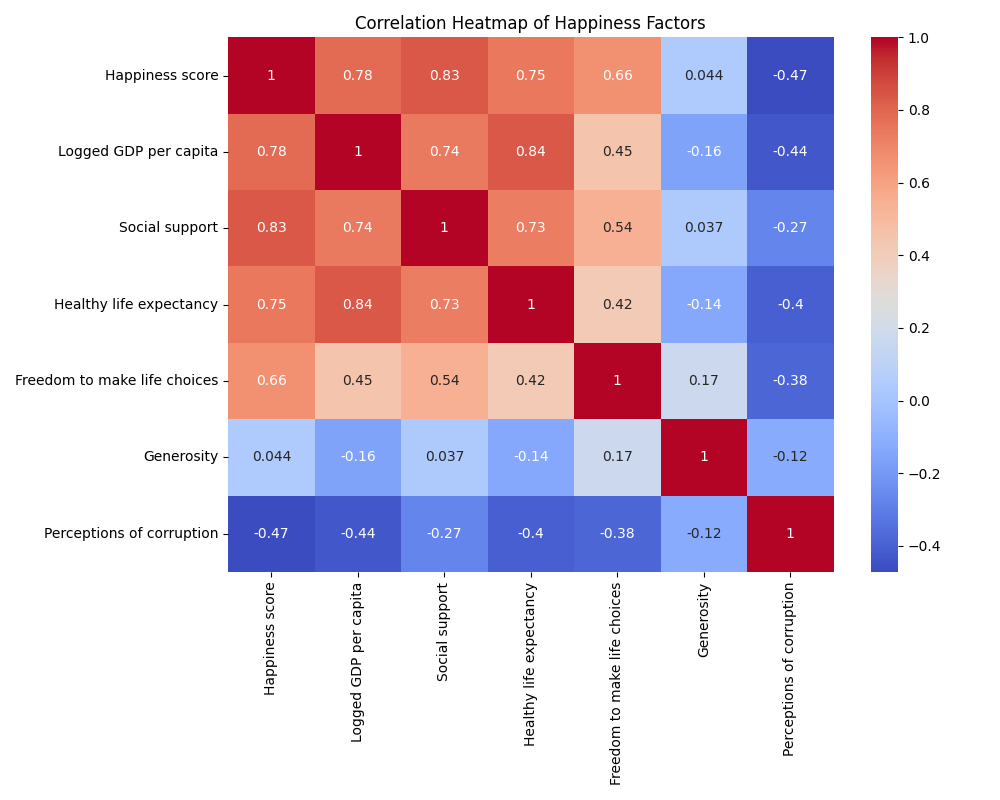 Correlation Heatmap of Happiness Factors
Happiness score 1 0.78 0.83 0.75 0.66 0.044 -0.47
Logged GDP per capita 0.78 1 0.74 0.84 0.45 -0.16 -0.44
Social support 0.83 0.74 1 0.73 0.54 0.037 -0.27
Healthy life expectancy 0.75 0.84 0.73 1 0.42 -0.14 -0.4
Freedom to make life choices 0.66 0.45 0.54 0.42 1 0.17 -0.38
Generosity 0.044 -0.16 0.037 -0.14 0.17 1 -0.12
Perceptions of corruption -0.47 -0.44 -0.27 -0.4 -0.38 -0.12 1
Happiness score
Logged GDP per capita
Social support
Healthy life expectancy
Freedom to make life choices
Generosity
Perceptions of corruption
1.0
0.8
0.6
0.4
0.2
0.0
−0.2
−0.4